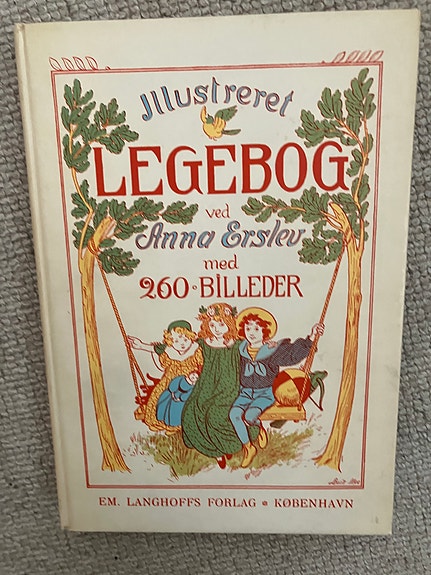 Jllustreret
LEGEBOG
ved
Anna Erslev
med
260•BILLEDER
EM. LANGHOFFS FORLAG • KØBENHAVN